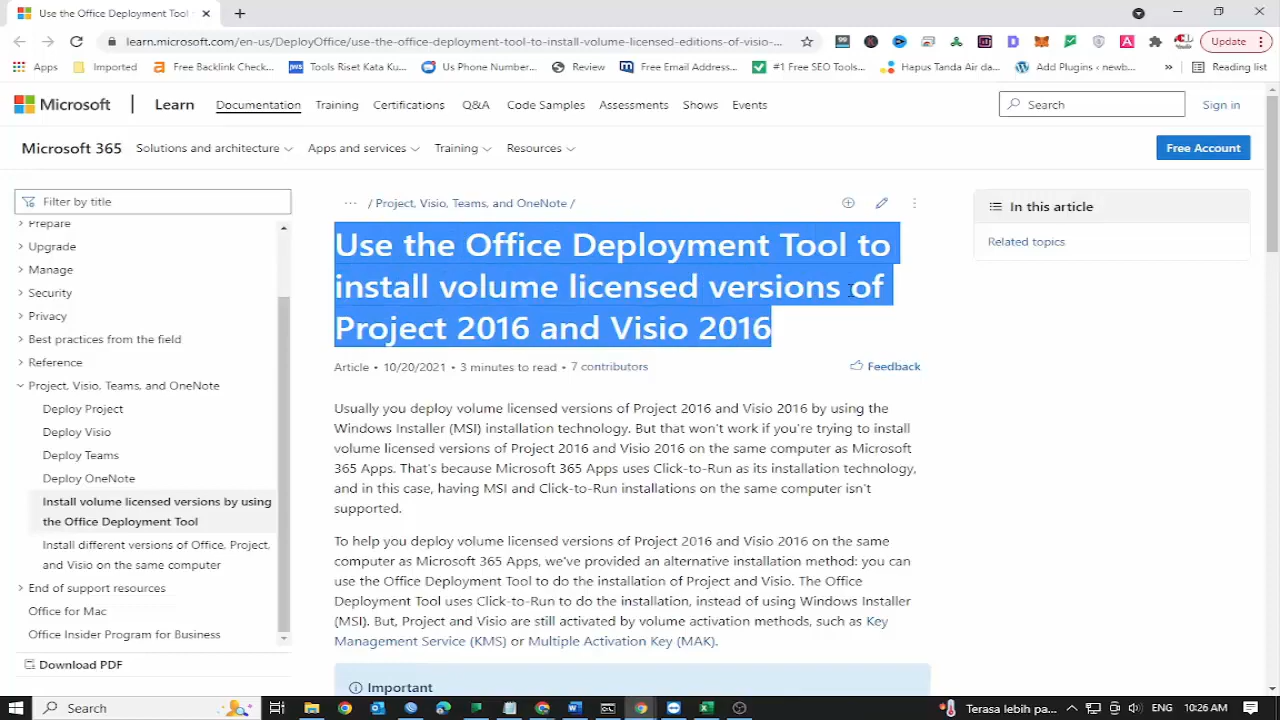 Use the Office Deployment Tool
learn.microsoft.com/en-us/DeployOffice/use-the-office-deployment-tool-to-install-volume-licensed-editions-of-visio-...
Update
Apps
Imported
Free Backlink Check...
Tools Riset Kata Ku...
Us Phone Number...
Review
Free Email Address...
#1 Free SEO Tools...
Hapus Tanda Air da...
Add Plugins ‹ newb...
»
Reading list
Microsoft
Learn
Documentation
Training
Certifications
Q&A
Code Samples
Assessments
Shows
Events
Search
Sign in
Microsoft 365
Solutions and architecture
Apps and services
Training
Resources
Free Account
Filter by title
Prepare
Upgrade
Manage
Security
Privacy
Best practices from the field
Reference
Project, Visio, Teams, and OneNote
Deploy Project
Deploy Visio
Deploy Teams
Deploy OneNote
Install volume licensed versions by using
the Office Deployment Tool
Install different versions of Office, Project,
and Visio on the same computer
End of support resources
Office for Mac
Office Insider Program for Business
Download PDF
··· / Project, Visio, Teams, and OneNote /
Use the Office Deployment Tool to
install volume licensed versions of
Project 2016 and Visio 2016
Article • 10/20/2021 • 3 minutes to read • 7 contributors
Feedback
Usually you deploy volume licensed versions of Project 2016 and Visio 2016 by using the
Windows Installer (MSI) installation technology. But that won't work if you're trying to install
volume licensed versions of Project 2016 and Visio 2016 on the same computer as Microsoft
365 Apps. That's because Microsoft 365 Apps uses Click-to-Run as its installation technology,
and in this case, having MSI and Click-to-Run installations on the same computer isn't
supported.
To help you deploy volume licensed versions of Project 2016 and Visio 2016 on the same
computer as Microsoft 365 Apps, we've provided an alternative installation method: you can
use the Office Deployment Tool to do the installation of Project and Visio. The Office
Deployment Tool uses Click-to-Run to do the installation, instead of using Windows Installer
(MSI). But, Project and Visio are still activated by volume activation methods, such as Key
Management Service (KMS) or Multiple Activation Key (MAK).
Important
In this article
Related topics
Search
Terasa lebih pa...
10:26 AM